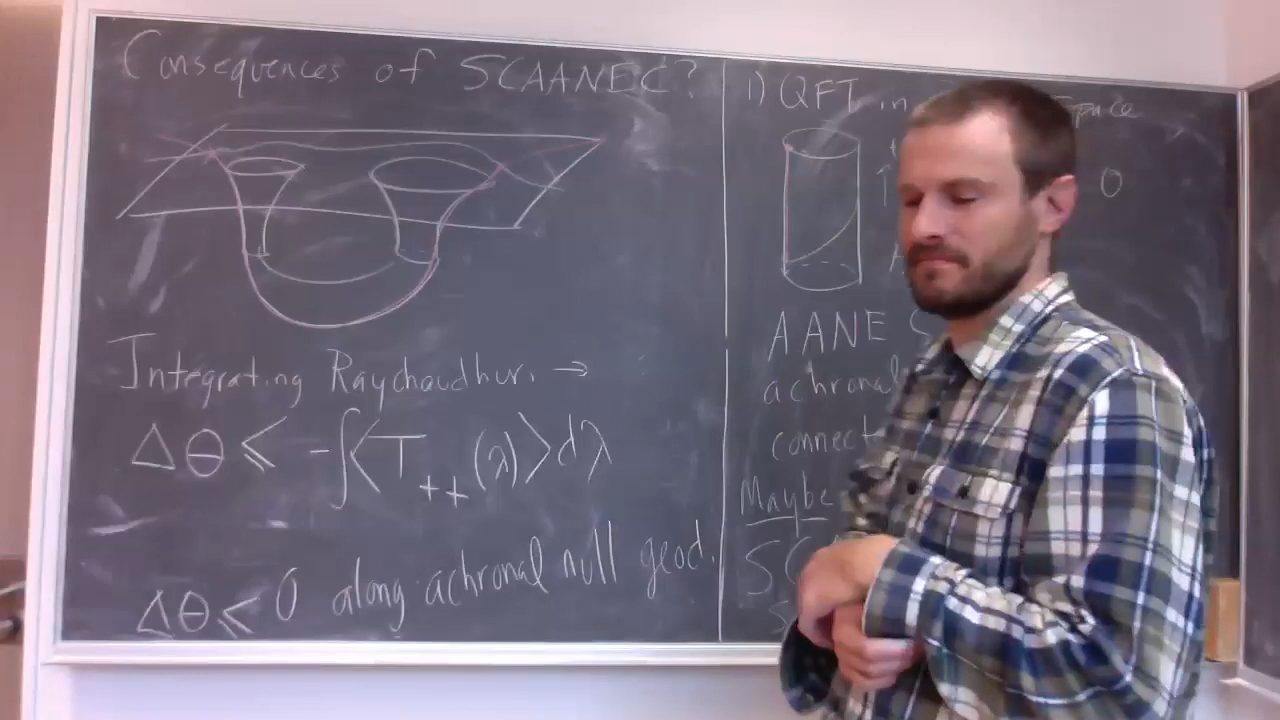 Consequences of SCAANEC?
Integrating Raychaudhuri →
Δθ ≤ -∫<T₊₊(λ)>dλ
Δθ ≤ 0 along achronal null geod.
1) QFT in Space
0
AANEC
achronal
connect
Maybe